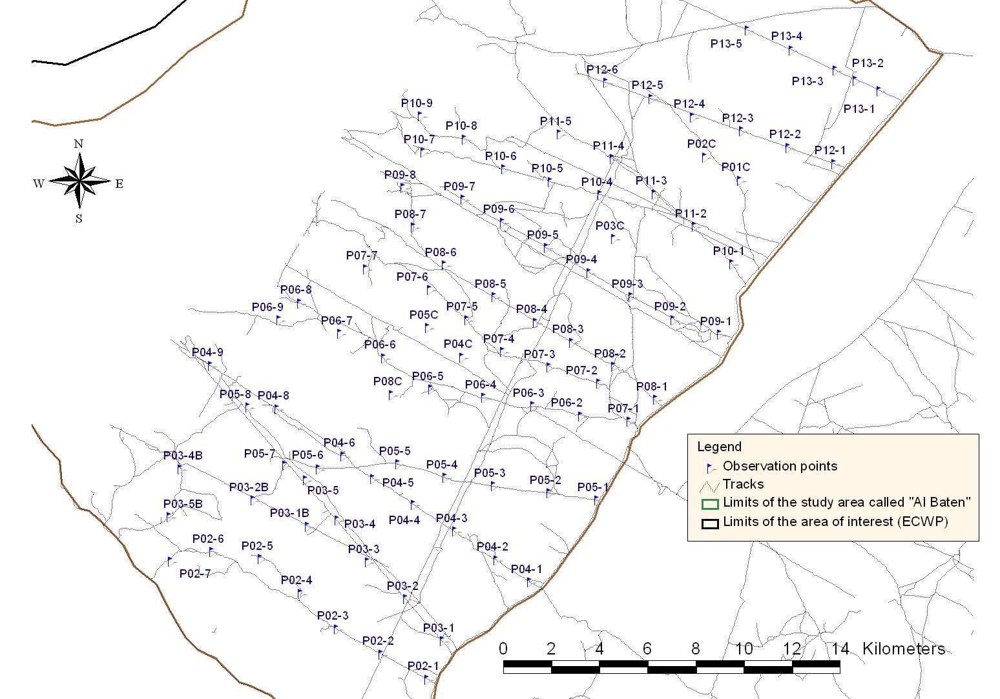 P13-4
P13-5
P13-2
P12-6
P13-3
P12-5
P10-9
P12-4
P13-1
P12-3
P11-5
P10-8
P12-2
P10-7
N
P02C
P11-4
P12-1
P10-6
P10-5
P01C
P09-8
P11-3
P10-4
W
E
P09-7
P09-6
P08-7
P11-2
S
P03C
P09-5
P10-1
P08-6
P07-7
P09-4
P07-6
P08-5
P09-3
P06-8
P06-9
P07-5
P08-4
P09-2
P05C
P06-7
P09-1
P08-3
P07-4
P04C
P06-6
P04-9
P07-3
P08-2
P07-2
P06-5
P08C
P06-4
P08-1
P05-8
P04-8
P06-3
P06-2
P07-1
P04-6
P05-5
P03-4B
P05-7
P05-6
P05-4
P05-3
P04-5
P05-2
P03-2B
P03-5
P05-1
P03-5B
P03-1B
P04-4
P04-3
P03-4
P02-6
P02-5
P03-3
P04-2
P02-7
P04-1
P02-4
P03-2
P02-3
P03-1
P02-2
P02-1
Legend
Observation points
Tracks
Limits of the study area called "Al Baten"
Limits of the area of interest (ECWP)
0 2 4 6 8 10 12 14 Kilometers